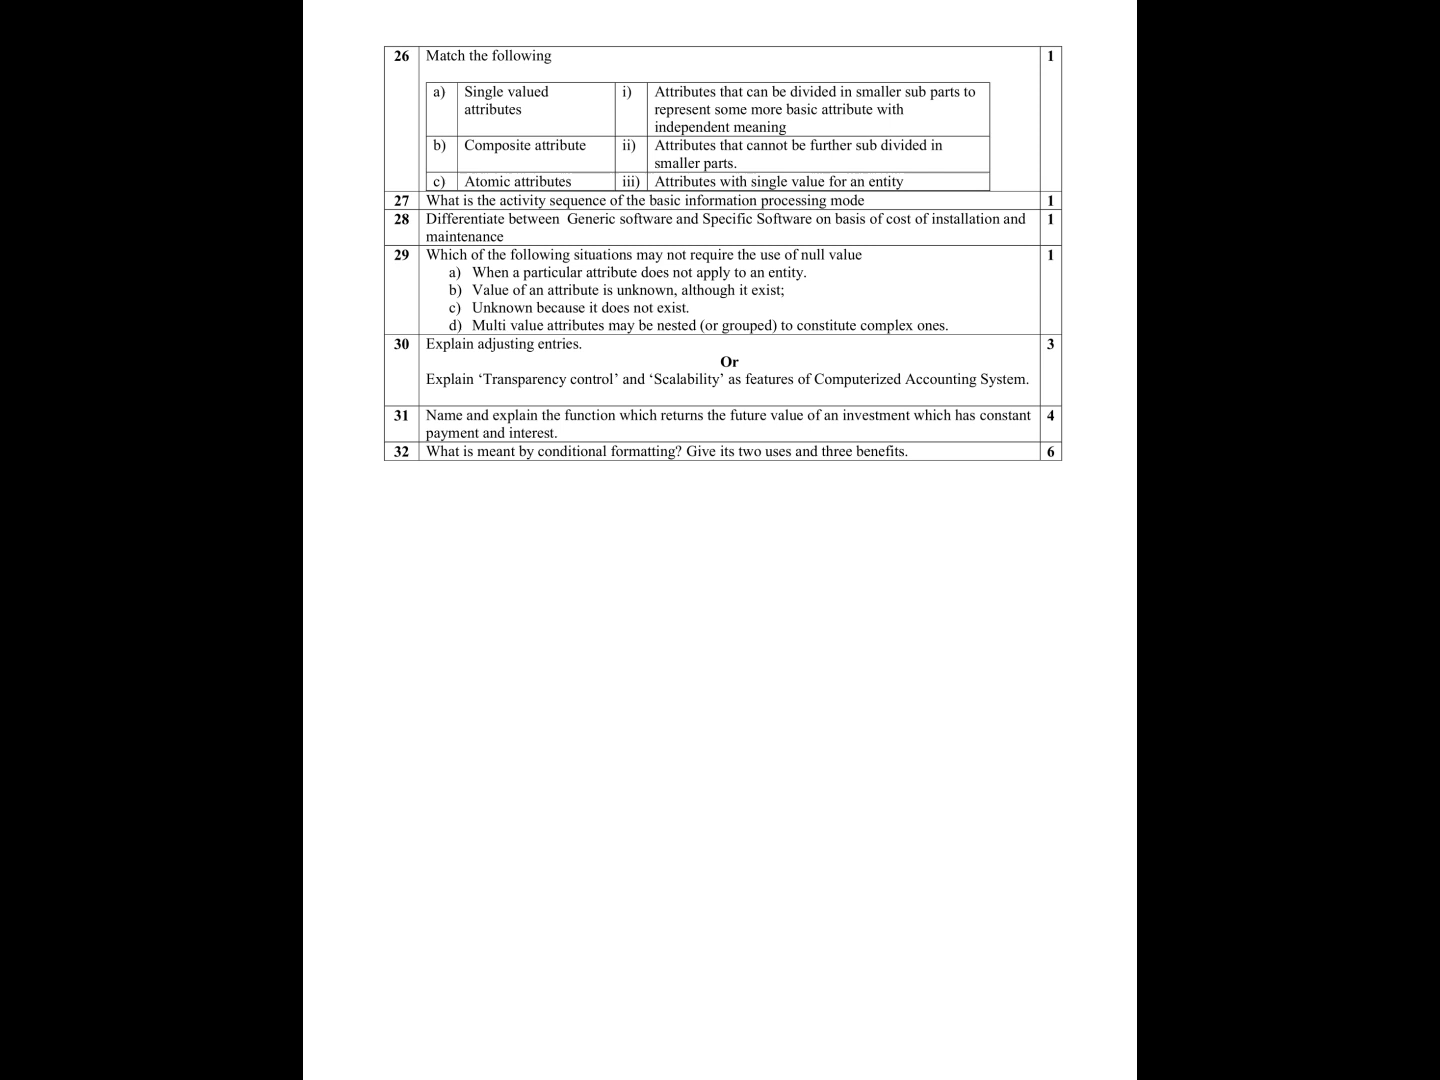 26 Match the following 1
a) Single valued i) Attributes that can be divided in smaller sub parts to
attributes represent some more basic attribute with
independent meaning
b) Composite attribute ii) Attributes that cannot be further sub divided in
smaller parts.
c) Atomic attributes iii) Attributes with single value for an entity
27 What is the activity sequence of the basic information processing mode 1
28 Differentiate between Generic software and Specific Software on basis of cost of installation and 1
maintenance
29 Which of the following situations may not require the use of null value 1
a) When a particular attribute does not apply to an entity.
b) Value of an attribute is unknown, although it exist;
c) Unknown because it does not exist.
d) Multi value attributes may be nested (or grouped) to constitute complex ones.
30 Explain adjusting entries. 3
Or
Explain ‘Transparency control’ and ‘Scalability’ as features of Computerized Accounting System.
31 Name and explain the function which returns the future value of an investment which has constant 4
payment and interest.
32 What is meant by conditional formatting? Give its two uses and three benefits. 6